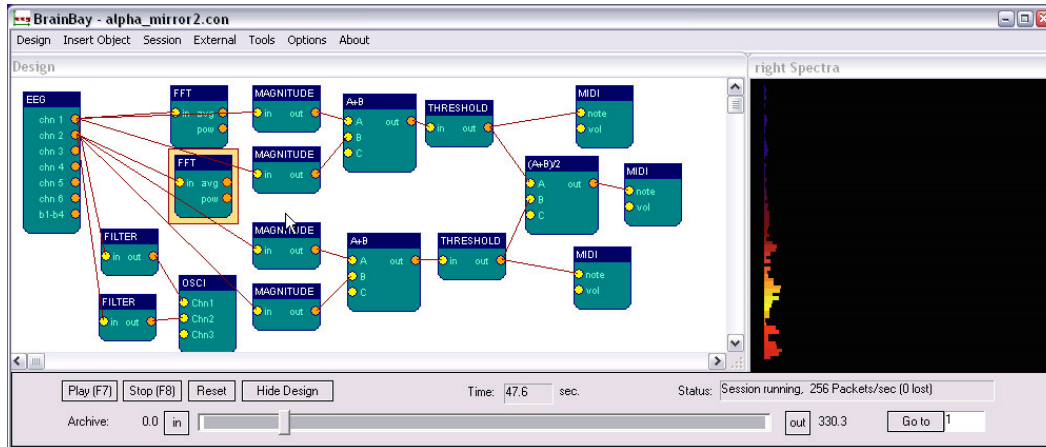 BrainBay - alpha_mirror2.con
Design Insert Object Session External Tools Options About
Design
right Spectra
EEG
chn 1
chn 2
chn 3
chn 4
chn 5
chn 6
b1-b4
FFT
in avg
pow
FFT
in avg
pow
MAGNITUDE
in out
MAGNITUDE
in out
A+B
A out
B
C
THRESHOLD
in out
MIDI
note
vol
(A+B)/2
A out
B
C
MIDI
note
vol
FILTER
in out
FILTER
in out
OSCI
Chn1
Chn2
Chn3
MAGNITUDE
in out
MAGNITUDE
in out
A+B
A out
B
C
THRESHOLD
in out
MIDI
note
vol
Play (F7) Stop (F8) Reset Hide Design Time: 47.6 sec. Status: Session running, 256 Packets/sec (0 lost)
Archive: 0.0 in out 330.3 Go to 1